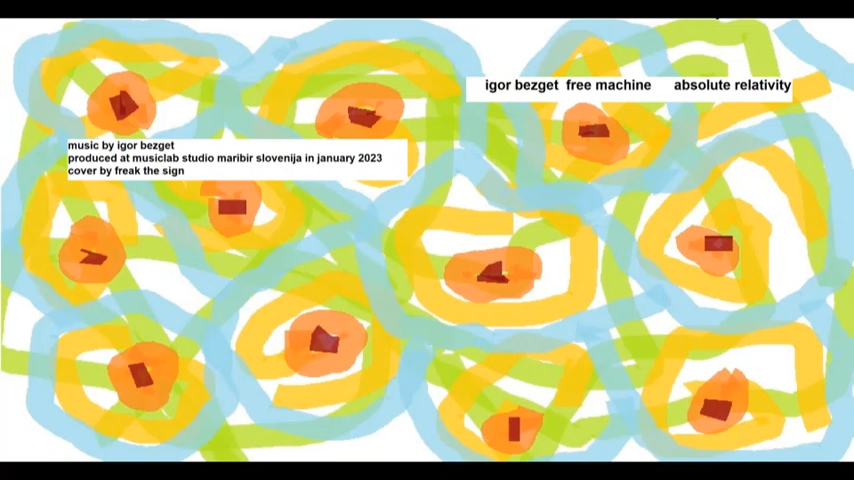 igor bezget free machine absolute relativity
music by igor bezget
produced at musiclab studio maribir slovenija in january 2023
cover by freak the sign